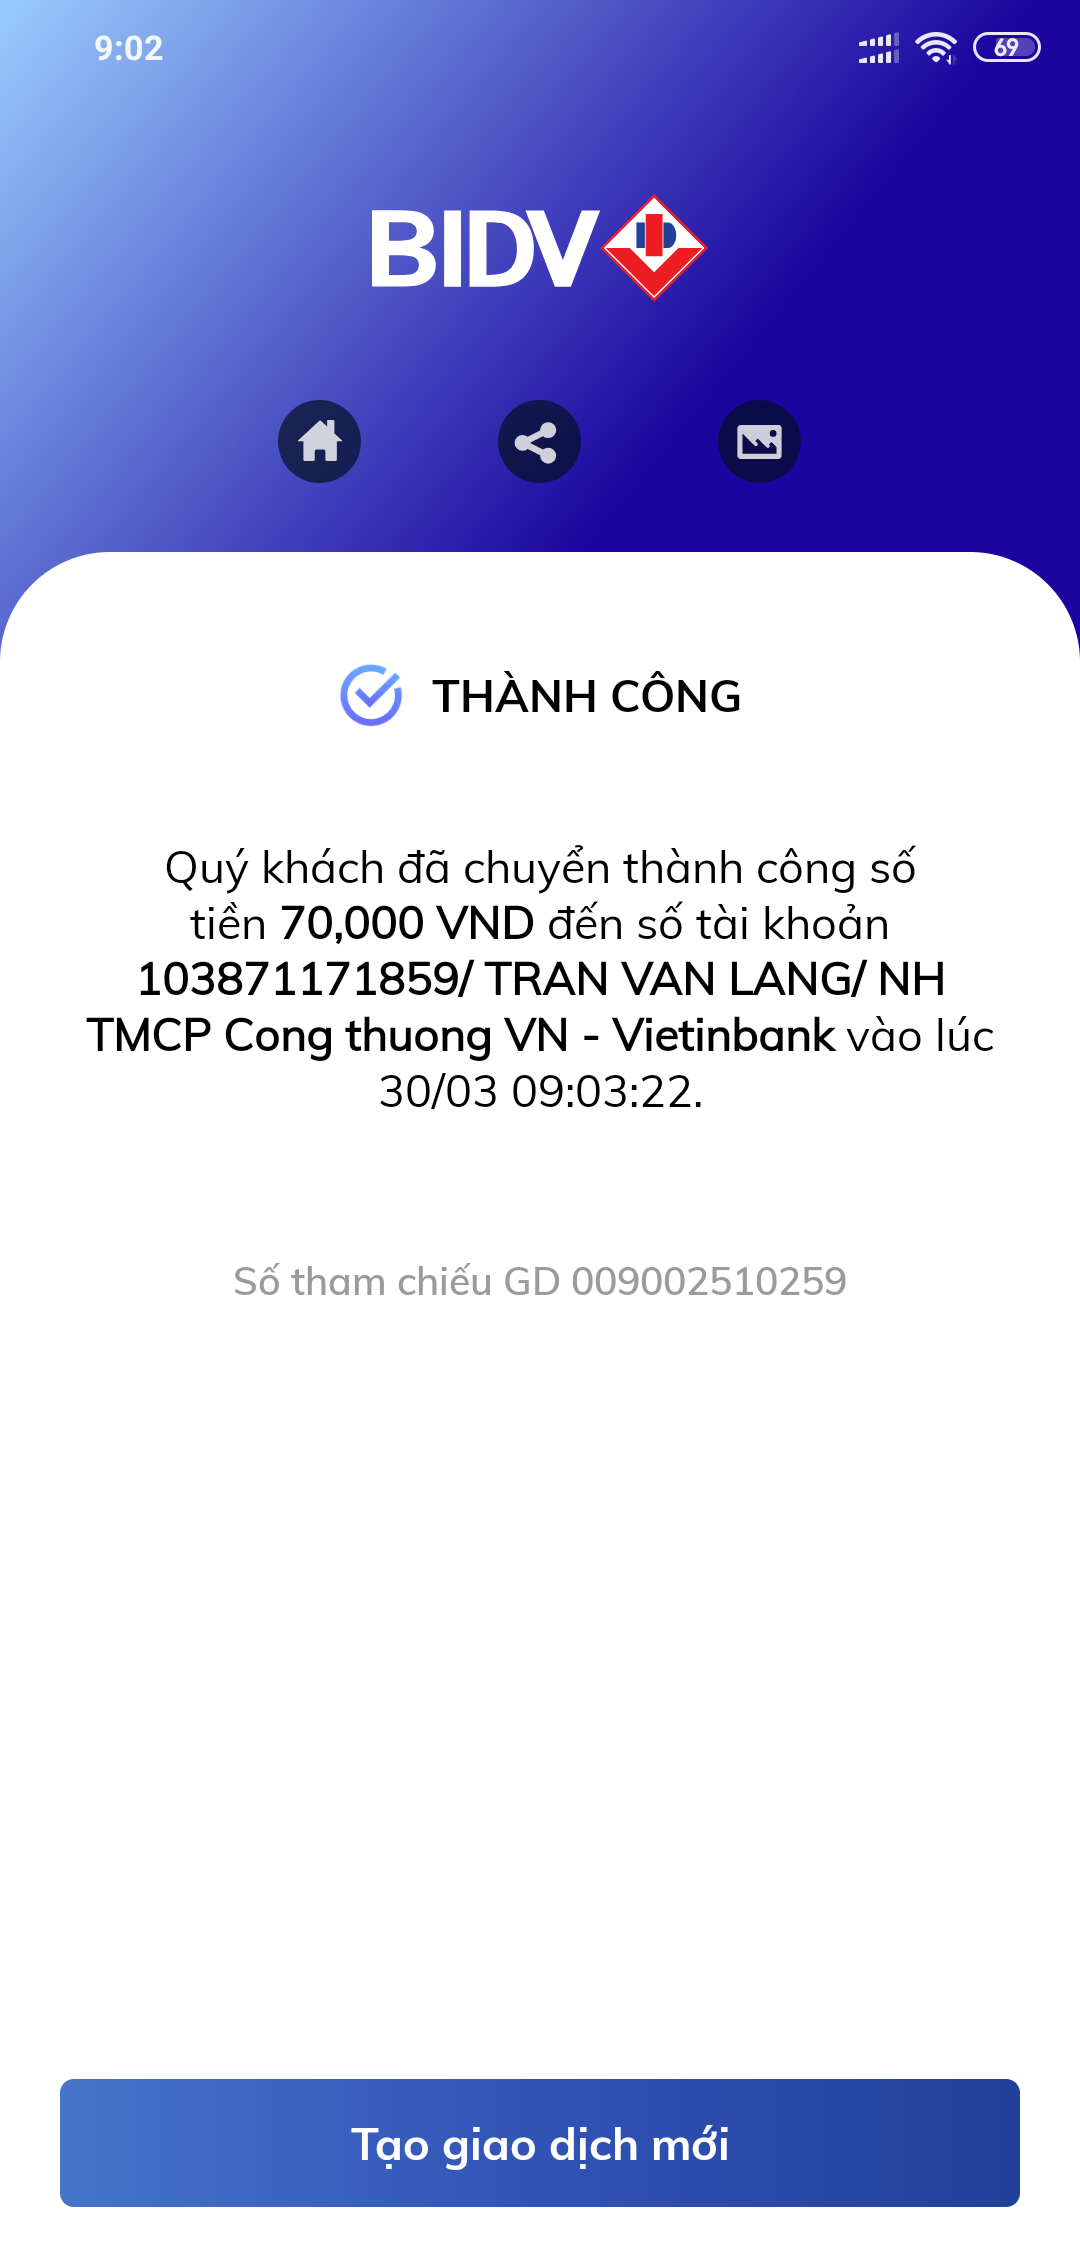 9:02
69
BIDV
THÀNH CÔNG
Quý khách đã chuyển thành công số
tiền 70,000 VND đến số tài khoản
103871171859/ TRAN VAN LANG/ NH
TMCP Cong thuong VN - Vietinbank vào lúc
30/03 09:03:22.
Số tham chiếu GD 009002510259
Tạo giao dịch mới